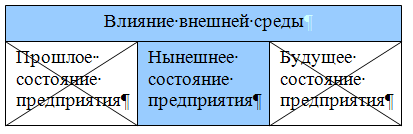 Влияние внешней среды¶
Прошлое состояние предприятия¶
Нынешнее состояние предприятия¶
Будущее состояние предприятия¶